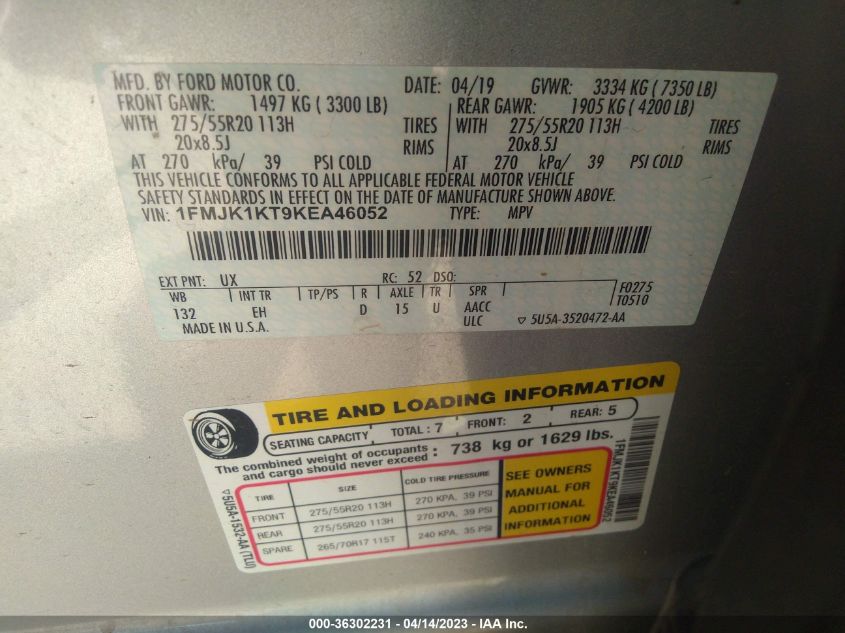 MFD. BY FORD MOTOR CO. DATE: 04/19 GVWR: 3334 KG ( 7350 LB)
FRONT GAWR: 1497 KG ( 3300 LB) REAR GAWR: 1905 KG ( 4200 LB)
WITH 275/55R20 113H TIRES WITH 275/55R20 113H TIRES
20x8.5J RIMS 20x8.5J RIMS
AT 270 kPa/ 39 PSI COLD AT 270 kPa/ 39 PSI COLD
THIS VEHICLE CONFORMS TO ALL APPLICABLE FEDERAL MOTOR VEHICLE
SAFETY STANDARDS IN EFFECT ON THE DATE OF MANUFACTURE SHOWN ABOVE.
VIN: 1FMJK1KT9KEA46052 TYPE: MPV
EXT PNT: UX RC: 52 DSO:
WB INT TR TP/PS R AXLE TR SPR F0275
132 EH D 15 U AACC T0510
MADE IN U.S.A. ULC ▽ 5U5A-3520472-AA
TIRE AND LOADING INFORMATION
SEATING CAPACITY TOTAL : 7 FRONT: 2 REAR: 5
The combined weight of occupants
and cargo should never exceed : 738 kg or 1629 lbs.
TIRE SIZE COLD TIRE PRESSURE
FRONT 275/55R20 113H 270 KPA, 39 PSI
REAR 275/55R20 113H 270 KPA, 39 PSI
SPARE 265/70R17 115T 240 KPA, 35 PSI
SEE OWNERS
MANUAL FOR
ADDITIONAL
INFORMATION
▽5U5A-1532-AA (TLU)
1FMJK1KT9KEA46052
000-36302231 - 04/14/2023 - IAA Inc.